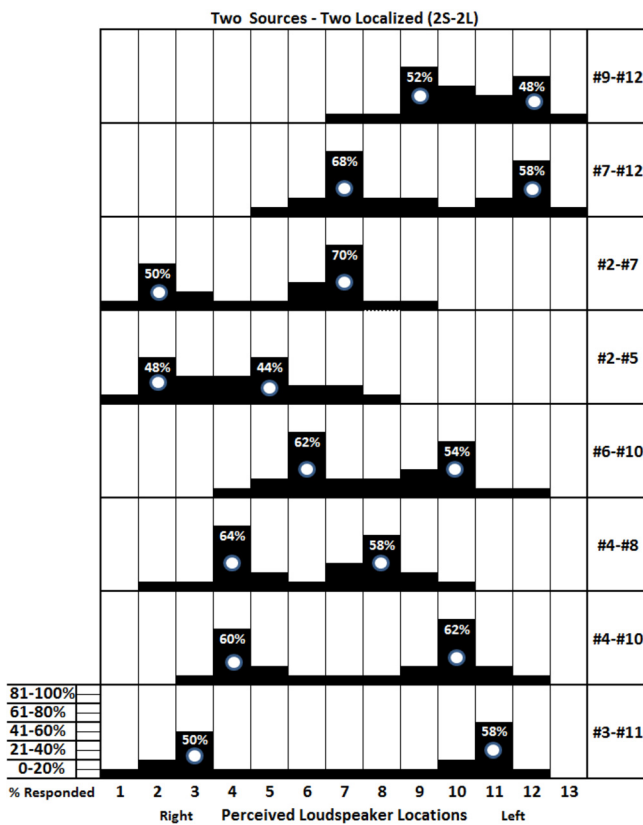 Two Sources - Two Localized (2S-2L)
52% 48% #9-#12
68% 58% #7-#12
50% 70% #2-#7
48% 44% #2-#5
62% 54% #6-#10
64% 58% #4-#8
60% 62% #4-#10
81-100%
61-80%
41-60%
21-40%
0-20%
50% 58% #3-#11
% Responded 1 2 3 4 5 6 7 8 9 10 11 12 13
Right Perceived Loudspeaker Locations Left